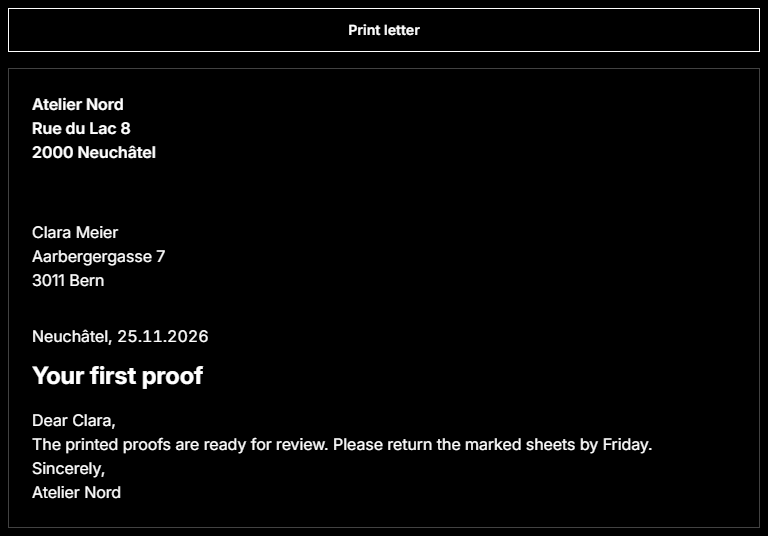 Print letter
Atelier Nord
Rue du Lac 8
2000 Neuchâtel
Clara Meier
Aarbergergasse 7
3011 Bern
Neuchâtel, 25.11.2026
Your first proof
Dear Clara,
The printed proofs are ready for review. Please return the marked sheets by Friday.
Sincerely,
Atelier Nord